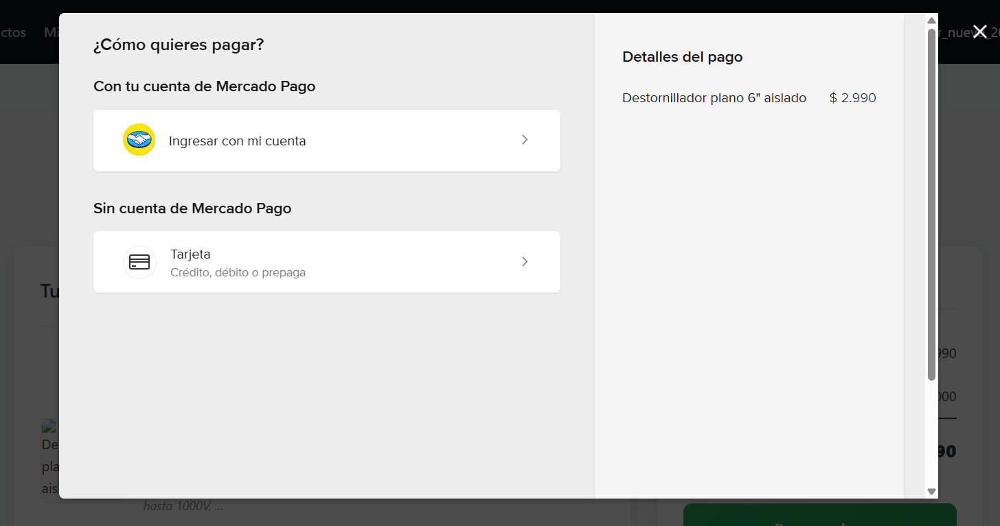 ctos Mi
r_nuevo_20
¿Cómo quieres pagar?
Con tu cuenta de Mercado Pago
Ingresar con mi cuenta
Sin cuenta de Mercado Pago
Tarjeta
Crédito, débito o prepaga
Detalles del pago
Destornillador plano 6" aislado $ 2.990
Tu
De
pla
ais
hasta 1000V, ...
990
000
90